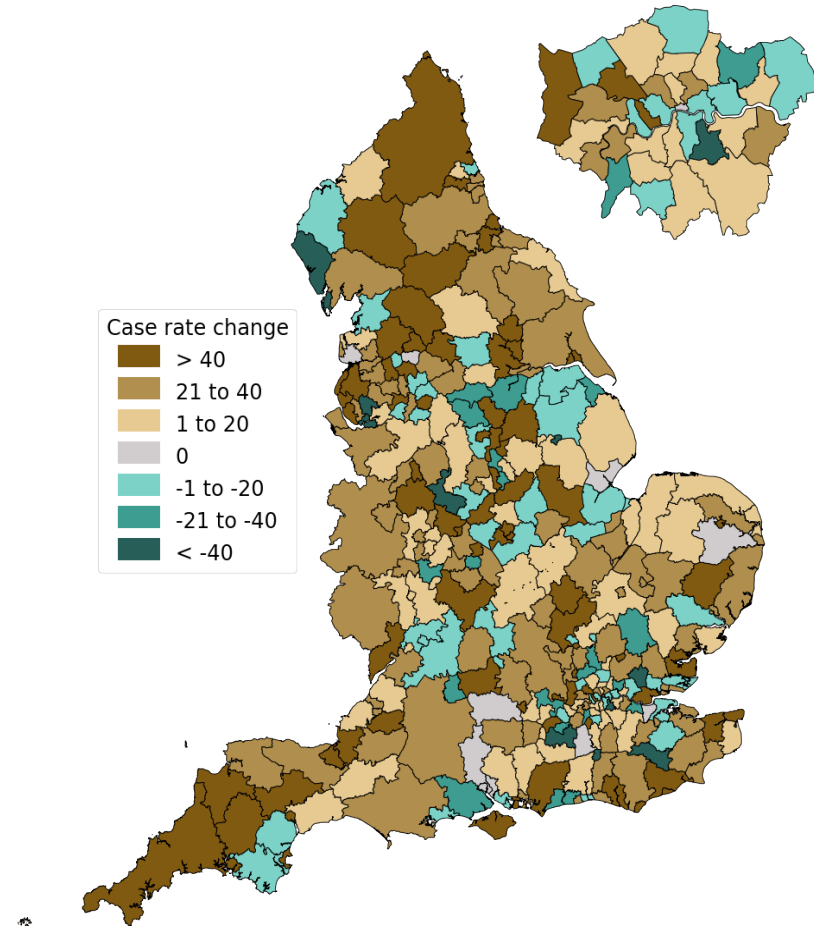 Case rate change
> 40
21 to 40
1 to 20
0
-1 to -20
-21 to -40
< -40